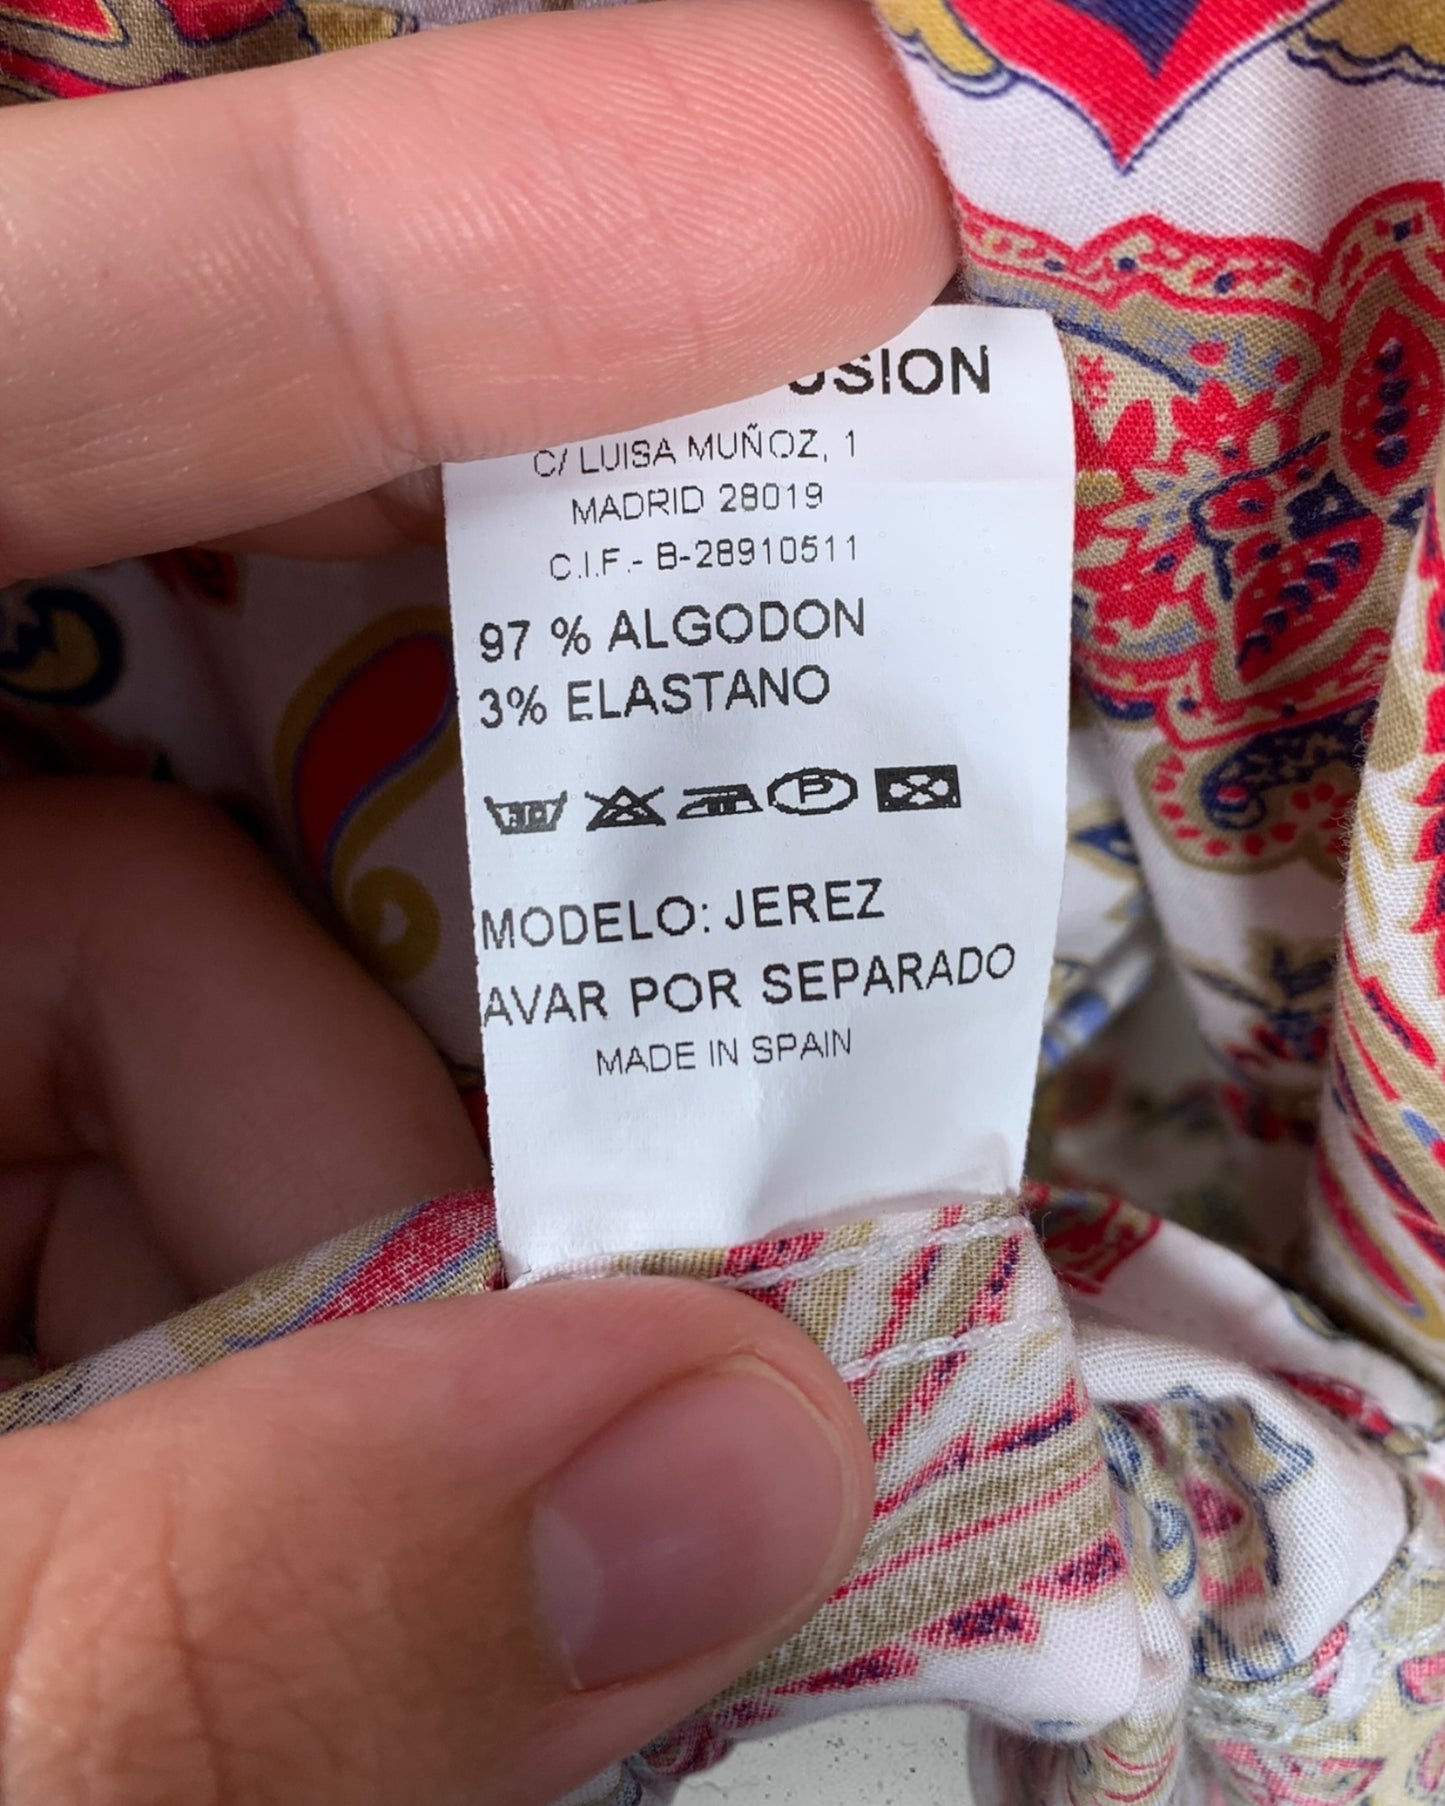 USION
C/ LUISA MUÑOZ, 1
MADRID 28019
C.I.F.- B-28910511
97 % ALGODON
3% ELASTANO
P
MODELO: JEREZ
AVAR POR SEPARADO
MADE IN SPAIN